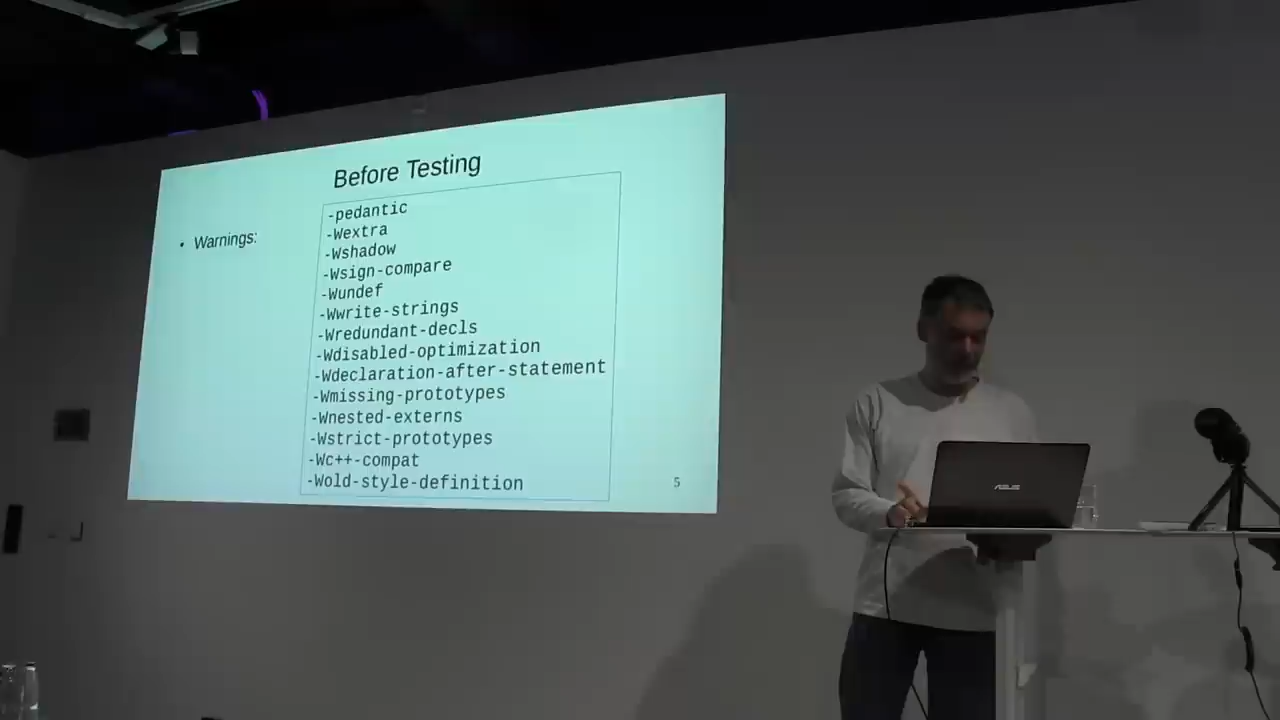 Before Testing
• Warnings:
-pedantic
-Wextra
-Wshadow
-Wsign-compare
-Wundef
-Wwrite-strings
-Wredundant-decls
-Wdisabled-optimization
-Wdeclaration-after-statement
-Wmissing-prototypes
-Wnested-externs
-Wstrict-prototypes
-Wc++-compat
-Wold-style-definition
5
ASUS